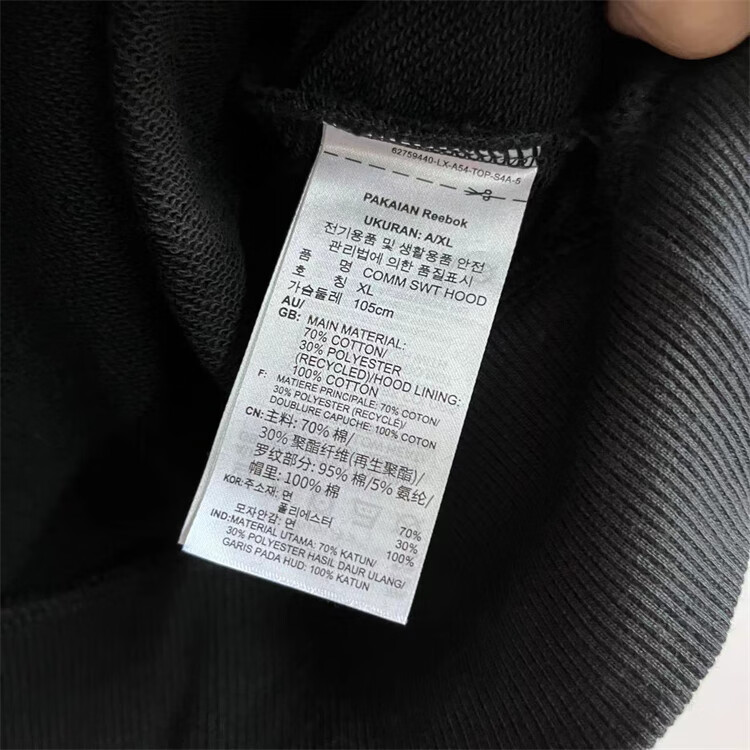 62759440-LX-A54-TOP-S4A-5
PAKAIAN Reebok
UKURAN: A/XL
전기용품 및 생활용품 안전
관리법에 의한 품질표시
품 명 COMM SWT HOOD
호 칭 XL
가슴둘레 105cm
AU/
GB: MAIN MATERIAL:
70% COTTON/
30% POLYESTER
(RECYCLED)/HOOD LINING:
100% COTTON
F: MATIERE PRINCIPALE: 70% COTON/
30% POLYESTER (RECYCLE)/
DOUBLURE CAPUCHE: 100% COTON
CN: 主料: 70% 棉/
30% 聚酯纤维(再生聚酯)/
罗纹部分: 95% 棉/5% 氨纶/
帽里: 100% 棉
KOR: 주소재: 면 70%
폴리에스터 30%
모자안감: 면 100%
IND: MATERIAL UTAMA: 70% KATUN/
30% POLYESTER HASIL DAUR ULANG/
GARIS PADA HUD: 100% KATUN